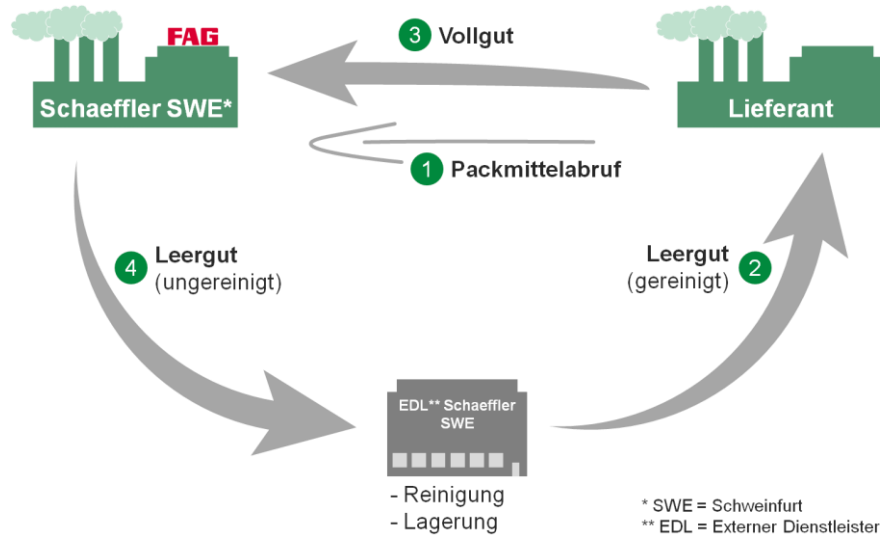 FAG
3 Vollgut
Schaeffler SWE*
Lieferant
1 Packmittelabruf
4 Leergut
(ungereinigt)
Leergut
(gereinigt) 2
EDL** Schaeffler
SWE
- Reinigung
- Lagerung
* SWE = Schweinfurt
** EDL = Externer Dienstleister